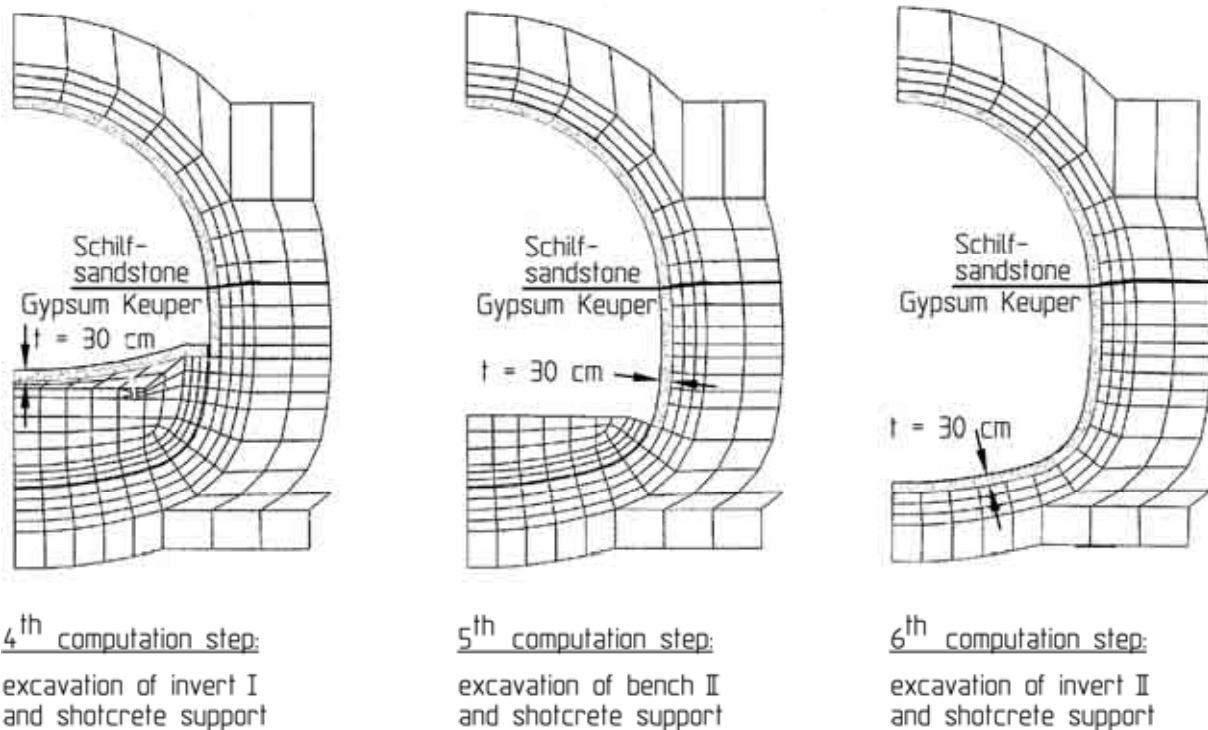 Schilf-
sandstone
Gypsum Keuper
t = 30 cm
Schilf-
sandstone
Gypsum Keuper
t = 30 cm
Schilf-
sandstone
Gypsum Keuper
t = 30 cm
4th computation step:
excavation of invert I
and shotcrete support
5th computation step:
excavation of bench II
and shotcrete support
6th computation step:
excavation of invert II
and shotcrete support